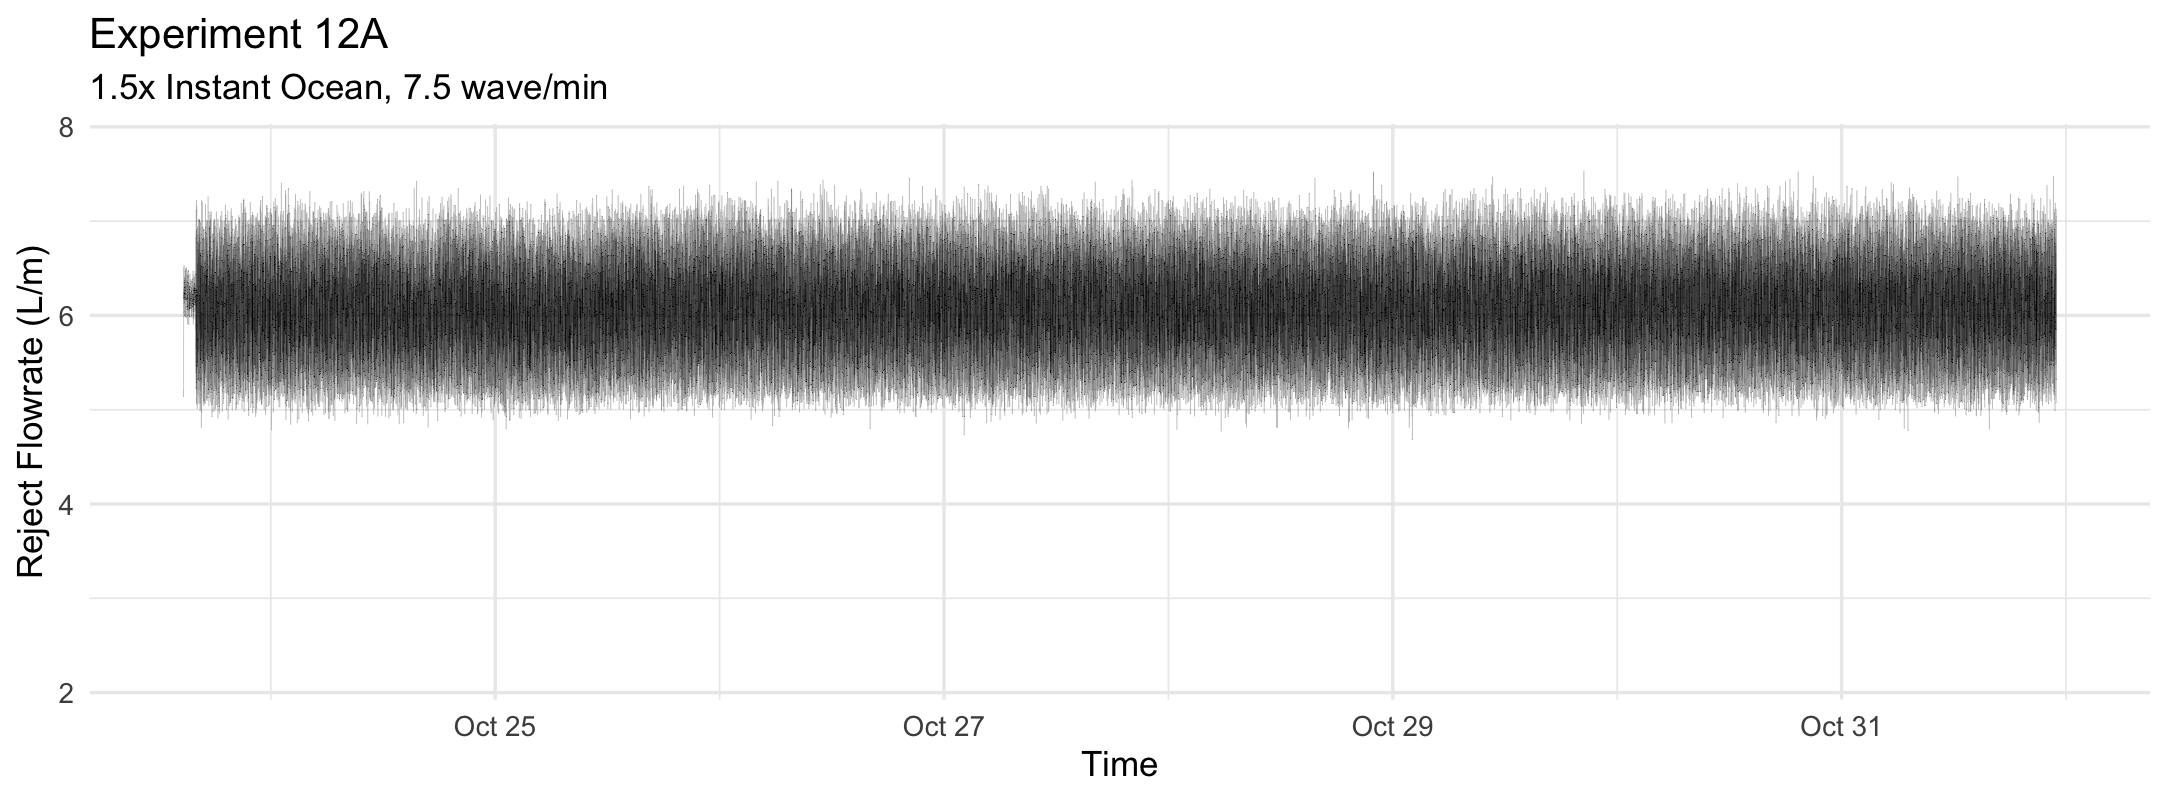 Experiment 12A
1.5x Instant Ocean, 7.5 wave/min
Reject Flowrate (L/m)
8
6
4
2
Oct 25
Oct 27
Oct 29
Oct 31
Time